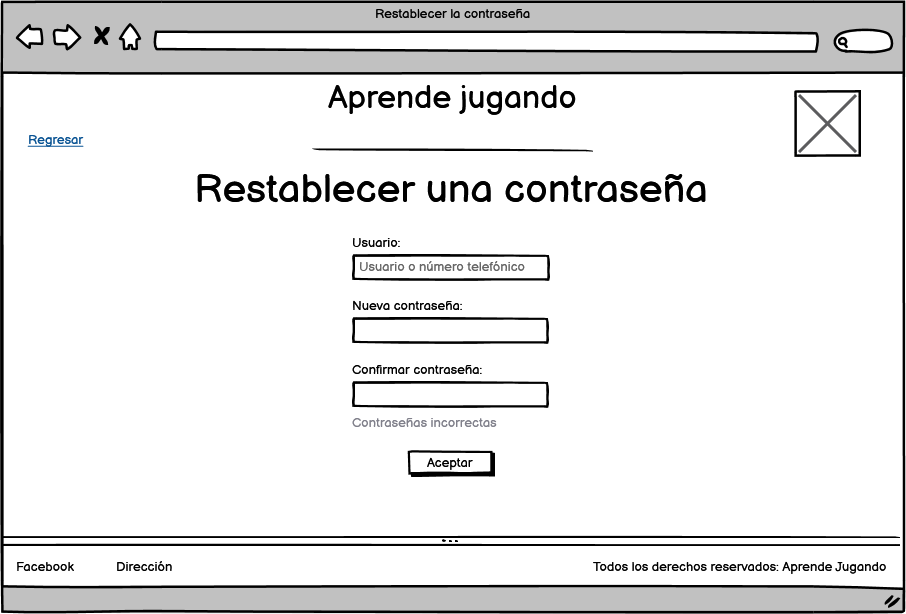 Restablecer la contraseña
Aprende jugando
Regresar
Restablecer una contraseña
Usuario:
Usuario o número telefónico
Nueva contraseña:
Confirmar contraseña:
Contraseñas incorrectas
Aceptar
Facebook Dirección Todos los derechos reservados: Aprende Jugando